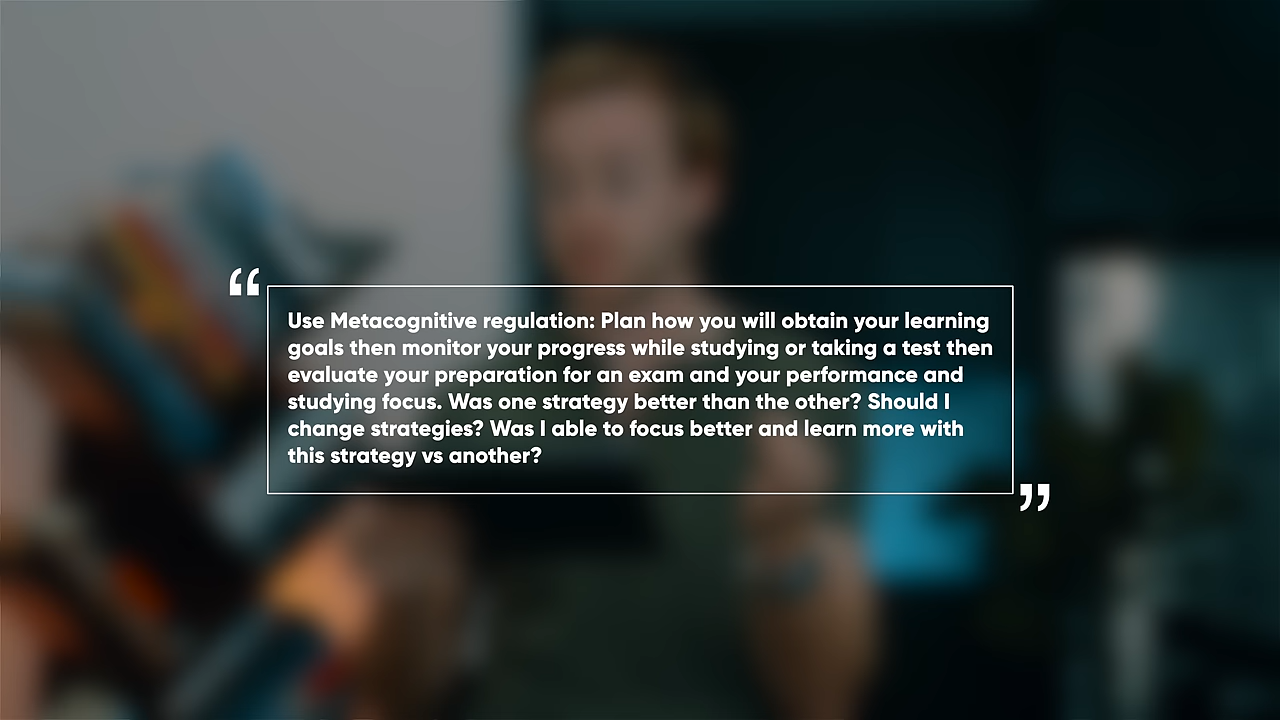 “
Use Metacognitive regulation: Plan how you will obtain your learning
goals then monitor your progress while studying or taking a test then
evaluate your preparation for an exam and your performance and
studying focus. Was one strategy better than the other? Should I
change strategies? Was I able to focus better and learn more with
this strategy vs another?
”